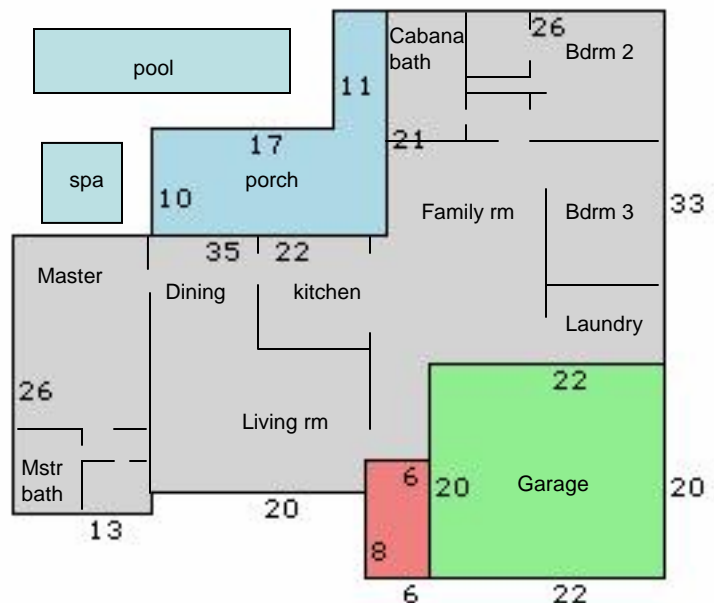 Cabana
bath
26
Bdrm 2
pool
11
17
21
spa
10
porch
Family rm
Bdrm 3
33
35
22
Master
Dining
kitchen
Laundry
26
22
Living rm
Mstr
bath
6
20
Garage
20
20
13
8
6
22